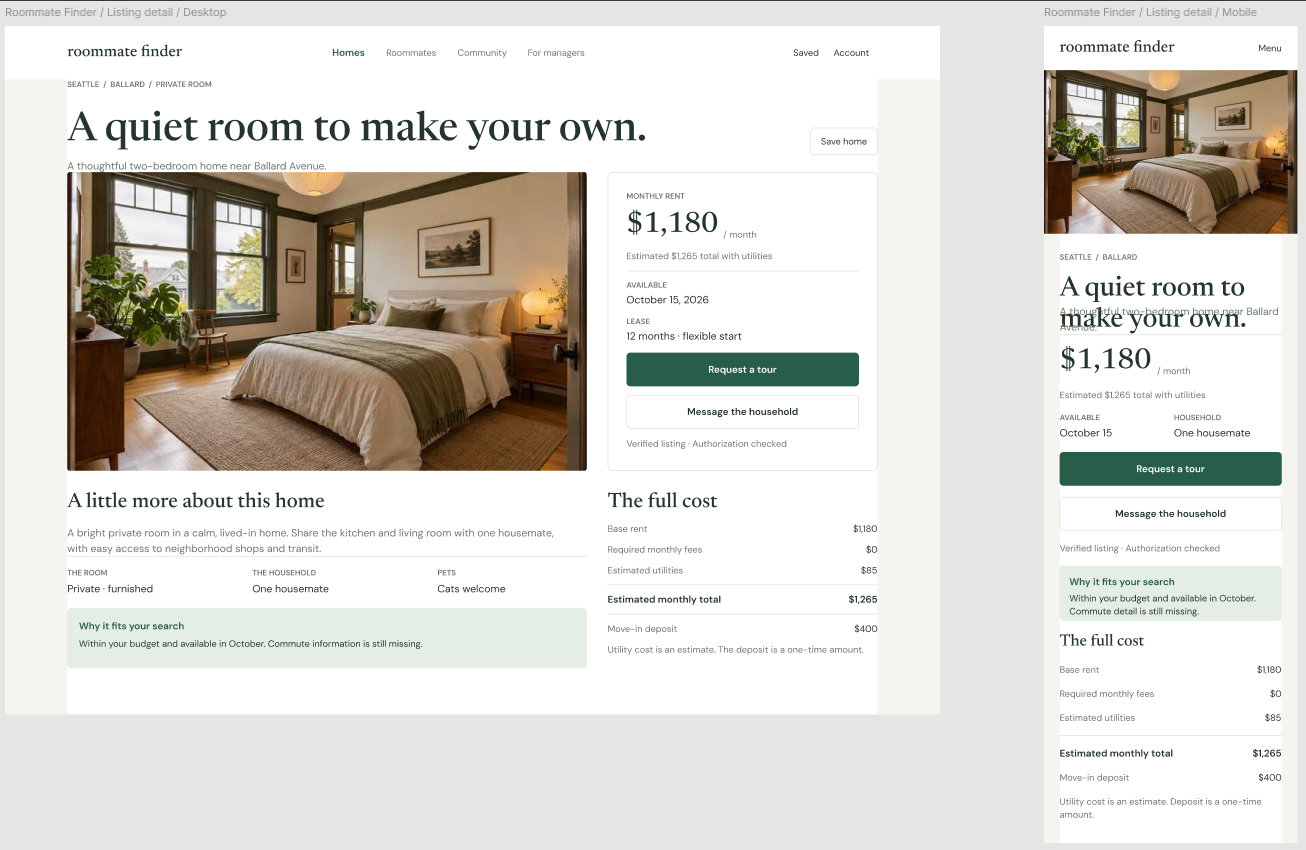 Roommate Finder / Listing detail / Desktop
roommate finder
Homes
Roommates
Community
For managers
Saved
Account
SEATTLE / BALLARD / PRIVATE ROOM
A quiet room to make your own.
Save home
A thoughtful two-bedroom home near Ballard Avenue.
MONTHLY RENT
$1,180 / month
Estimated $1,265 total with utilities
AVAILABLE
October 15, 2026
LEASE
12 months · flexible start
Request a tour
Message the household
Verified listing · Authorization checked
A little more about this home
A bright private room in a calm, lived-in home. Share the kitchen and living room with one housemate,
with easy access to neighborhood shops and transit.
THE ROOM
Private · furnished
THE HOUSEHOLD
One housemate
PETS
Cats welcome
Why it fits your search
Within your budget and available in October. Commute information is still missing.
The full cost
Base rent $1,180
Required monthly fees $0
Estimated utilities $85
Estimated monthly total $1,265
Move-in deposit $400
Utility cost is an estimate. The deposit is a one-time amount.
Roommate Finder / Listing detail / Mobile
roommate finder
Menu
SEATTLE / BALLARD
A quiet room to
make your own.
A thoughtful two-bedroom home near Ballard
Avenue.
$1,180 / month
Estimated $1,265 total with utilities
AVAILABLE
October 15
HOUSEHOLD
One housemate
Request a tour
Message the household
Verified listing · Authorization checked
Why it fits your search
Within your budget and available in October.
Commute detail is still missing.
The full cost
Base rent $1,180
Required monthly fees $0
Estimated utilities $85
Estimated monthly total $1,265
Move-in deposit $400
Utility cost is an estimate. Deposit is a one-time
amount.